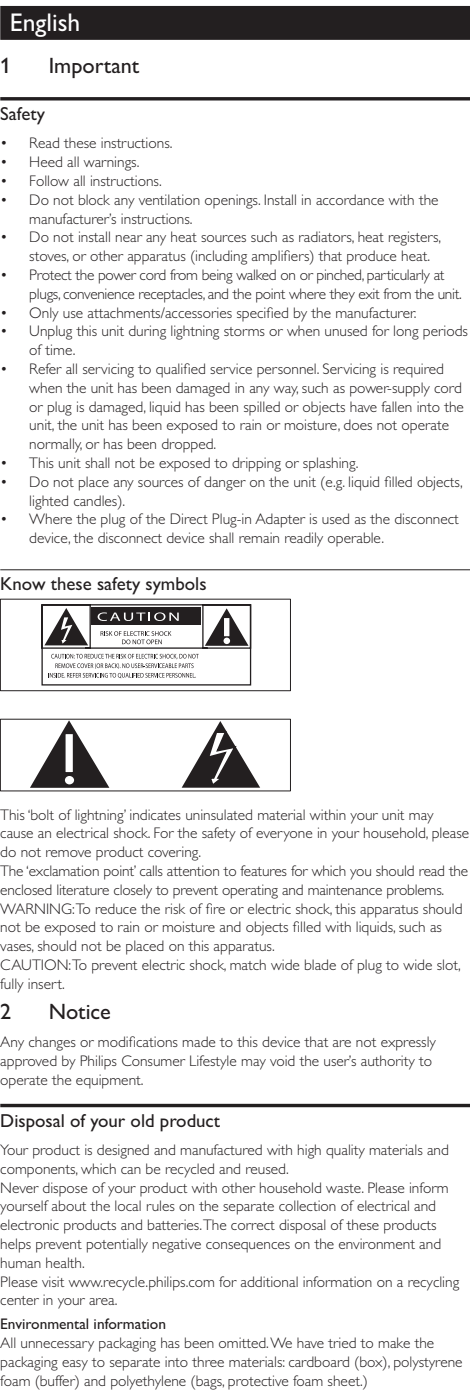 English
1 Important
Safety
• Read these instructions.
• Heed all warnings.
• Follow all instructions.
• Do not block any ventilation openings. Install in accordance with the
manufacturer's instructions.
• Do not install near any heat sources such as radiators, heat registers,
stoves, or other apparatus (including amplifiers) that produce heat.
• Protect the power cord from being walked on or pinched, particularly at
plugs, convenience receptacles, and the point where they exit from the unit.
• Only use attachments/accessories specified by the manufacturer.
• Unplug this unit during lightning storms or when unused for long periods
of time.
• Refer all servicing to qualified service personnel. Servicing is required
when the unit has been damaged in any way, such as power-supply cord
or plug is damaged, liquid has been spilled or objects have fallen into the
unit, the unit has been exposed to rain or moisture, does not operate
normally, or has been dropped.
• This unit shall not be exposed to dripping or splashing.
• Do not place any sources of danger on the unit (e.g. liquid filled objects,
lighted candles).
• Where the plug of the Direct Plug-in Adapter is used as the disconnect
device, the disconnect device shall remain readily operable.
Know these safety symbols
CAUTION
RISK OF ELECTRIC SHOCK
DO NOT OPEN
CAUTION: TO REDUCE THE RISK OF ELECTRIC SHOCK, DO NOT
REMOVE COVER (OR BACK). NO USER-SERVICEABLE PARTS
INSIDE. REFER SERVICING TO QUALIFIED SERVICE PERSONNEL.
This 'bolt of lightning' indicates uninsulated material within your unit may
cause an electrical shock. For the safety of everyone in your household, please
do not remove product covering.
The 'exclamation point' calls attention to features for which you should read the
enclosed literature closely to prevent operating and maintenance problems.
WARNING: To reduce the risk of fire or electric shock, this apparatus should
not be exposed to rain or moisture and objects filled with liquids, such as
vases, should not be placed on this apparatus.
CAUTION: To prevent electric shock, match wide blade of plug to wide slot,
fully insert.
2 Notice
Any changes or modifications made to this device that are not expressly
approved by Philips Consumer Lifestyle may void the user's authority to
operate the equipment.
Disposal of your old product
Your product is designed and manufactured with high quality materials and
components, which can be recycled and reused.
Never dispose of your product with other household waste. Please inform
yourself about the local rules on the separate collection of electrical and
electronic products and batteries. The correct disposal of these products
helps prevent potentially negative consequences on the environment and
human health.
Please visit www.recycle.philips.com for additional information on a recycling
center in your area.
Environmental information
All unnecessary packaging has been omitted. We have tried to make the
packaging easy to separate into three materials: cardboard (box), polystyrene
foam (buffer) and polyethylene (bags, protective foam sheet.)